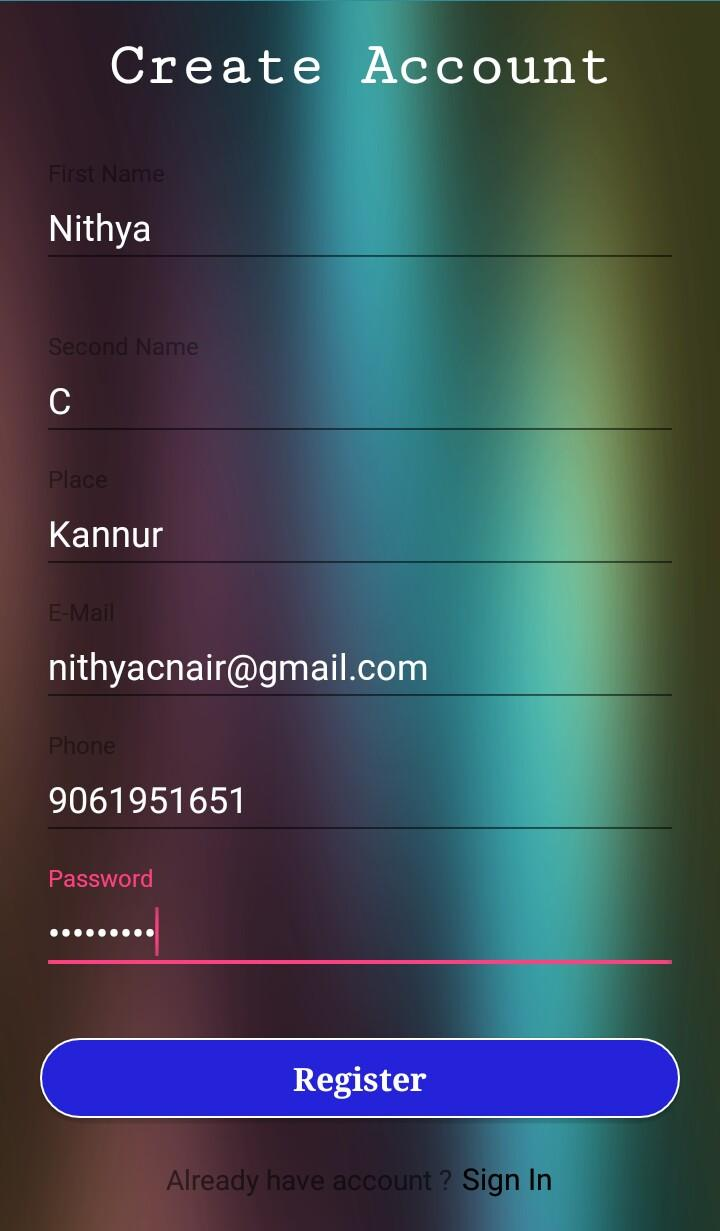 Create Account
First Name
Nithya
Second Name
C
Place
Kannur
E-Mail
nithyacnair@gmail.com
Phone
9061951651
Password
•••••••••
Register
Already have account ? Sign In